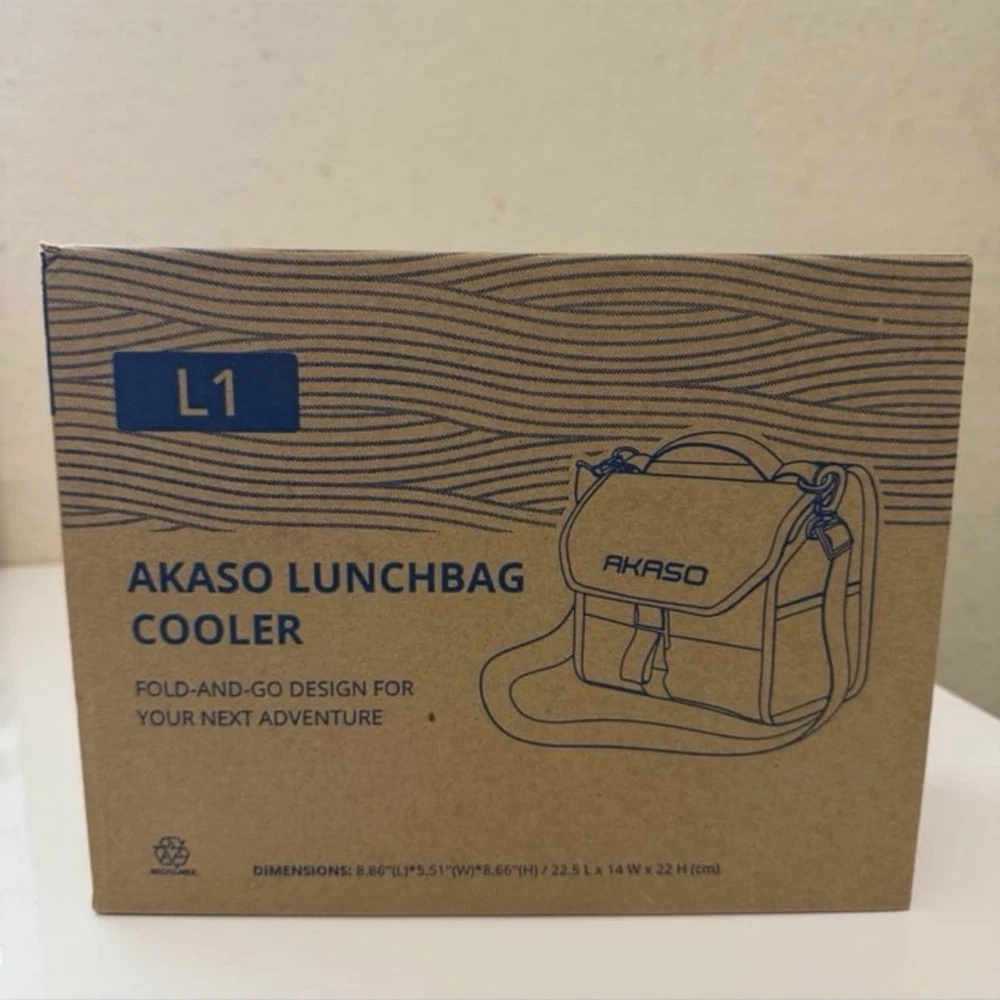 L1
AKASO
AKASO LUNCHBAG
COOLER
FOLD-AND-GO DESIGN FOR
YOUR NEXT ADVENTURE
RECYCLABLE
DIMENSIONS: 8.86"(L)*5.51"(W)*8.66"(H) / 22.5 L x 14 W x 22 H (cm)